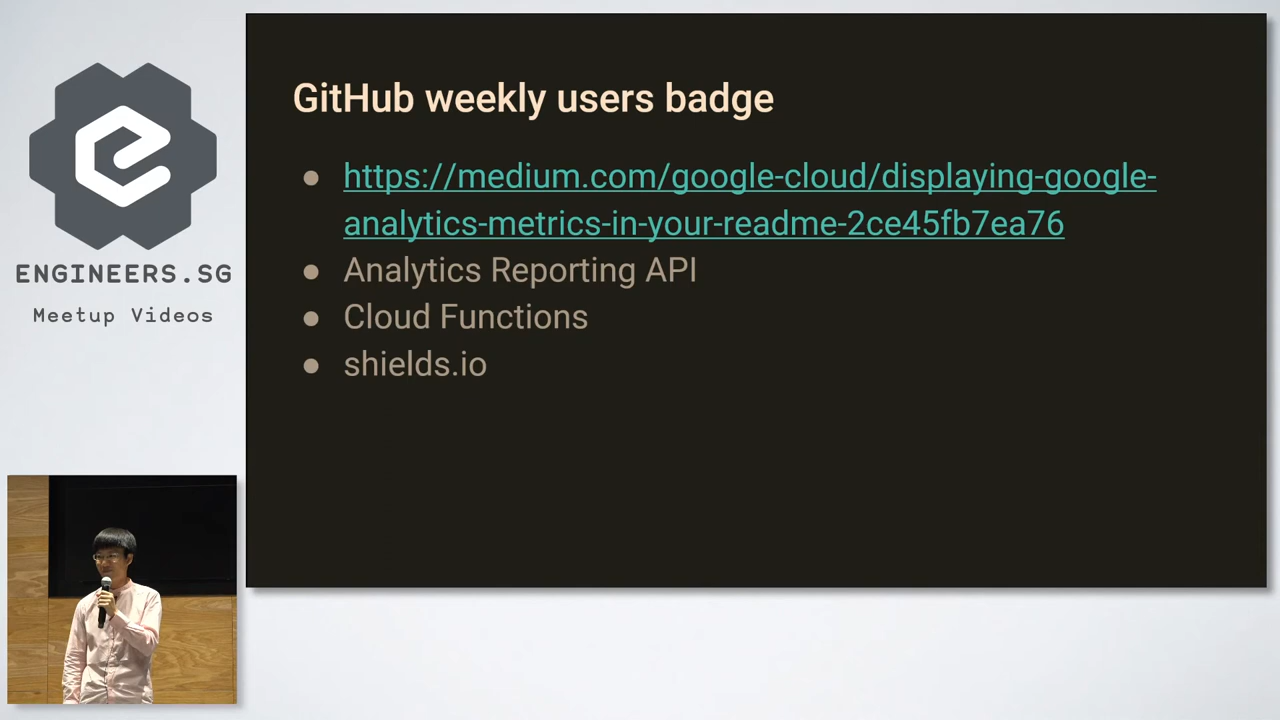 GitHub weekly users badge
● https://medium.com/google-cloud/displaying-google-
analytics-metrics-in-your-readme-2ce45fb7ea76
● Analytics Reporting API
● Cloud Functions
● shields.io
ENGINEERS.SG
Meetup Videos